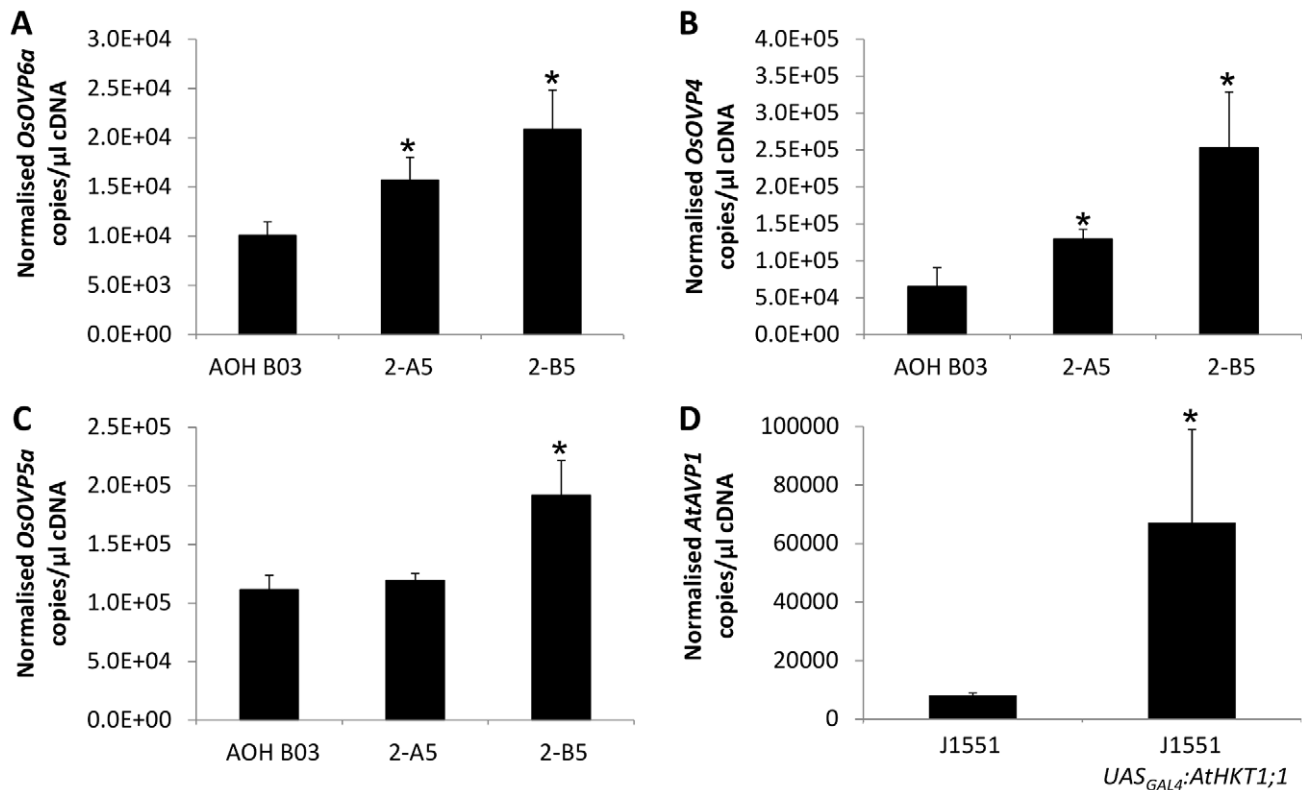 A
Normalised OsOVP6a
copies/µl cDNA
3.0E+04
2.5E+04
2.0E+04
1.5E+04
1.0E+04
5.0E+03
0.0E+00
*
*
AOH B03
2-A5
2-B5
B
Normalised OsOVP4
copies/µl cDNA
4.0E+05
3.5E+05
3.0E+05
2.5E+05
2.0E+05
1.5E+05
1.0E+05
5.0E+04
0.0E+00
*
*
AOH B03
2-A5
2-B5
C
Normalised OsOVP5a
copies/µl cDNA
2.5E+05
2.0E+05
1.5E+05
1.0E+05
5.0E+04
0.0E+00
*
AOH B03
2-A5
2-B5
D
Normalised AtAVP1
copies/µl cDNA
100000
80000
60000
40000
20000
0
*
J1551
J1551
UASGAL4:AtHKT1;1